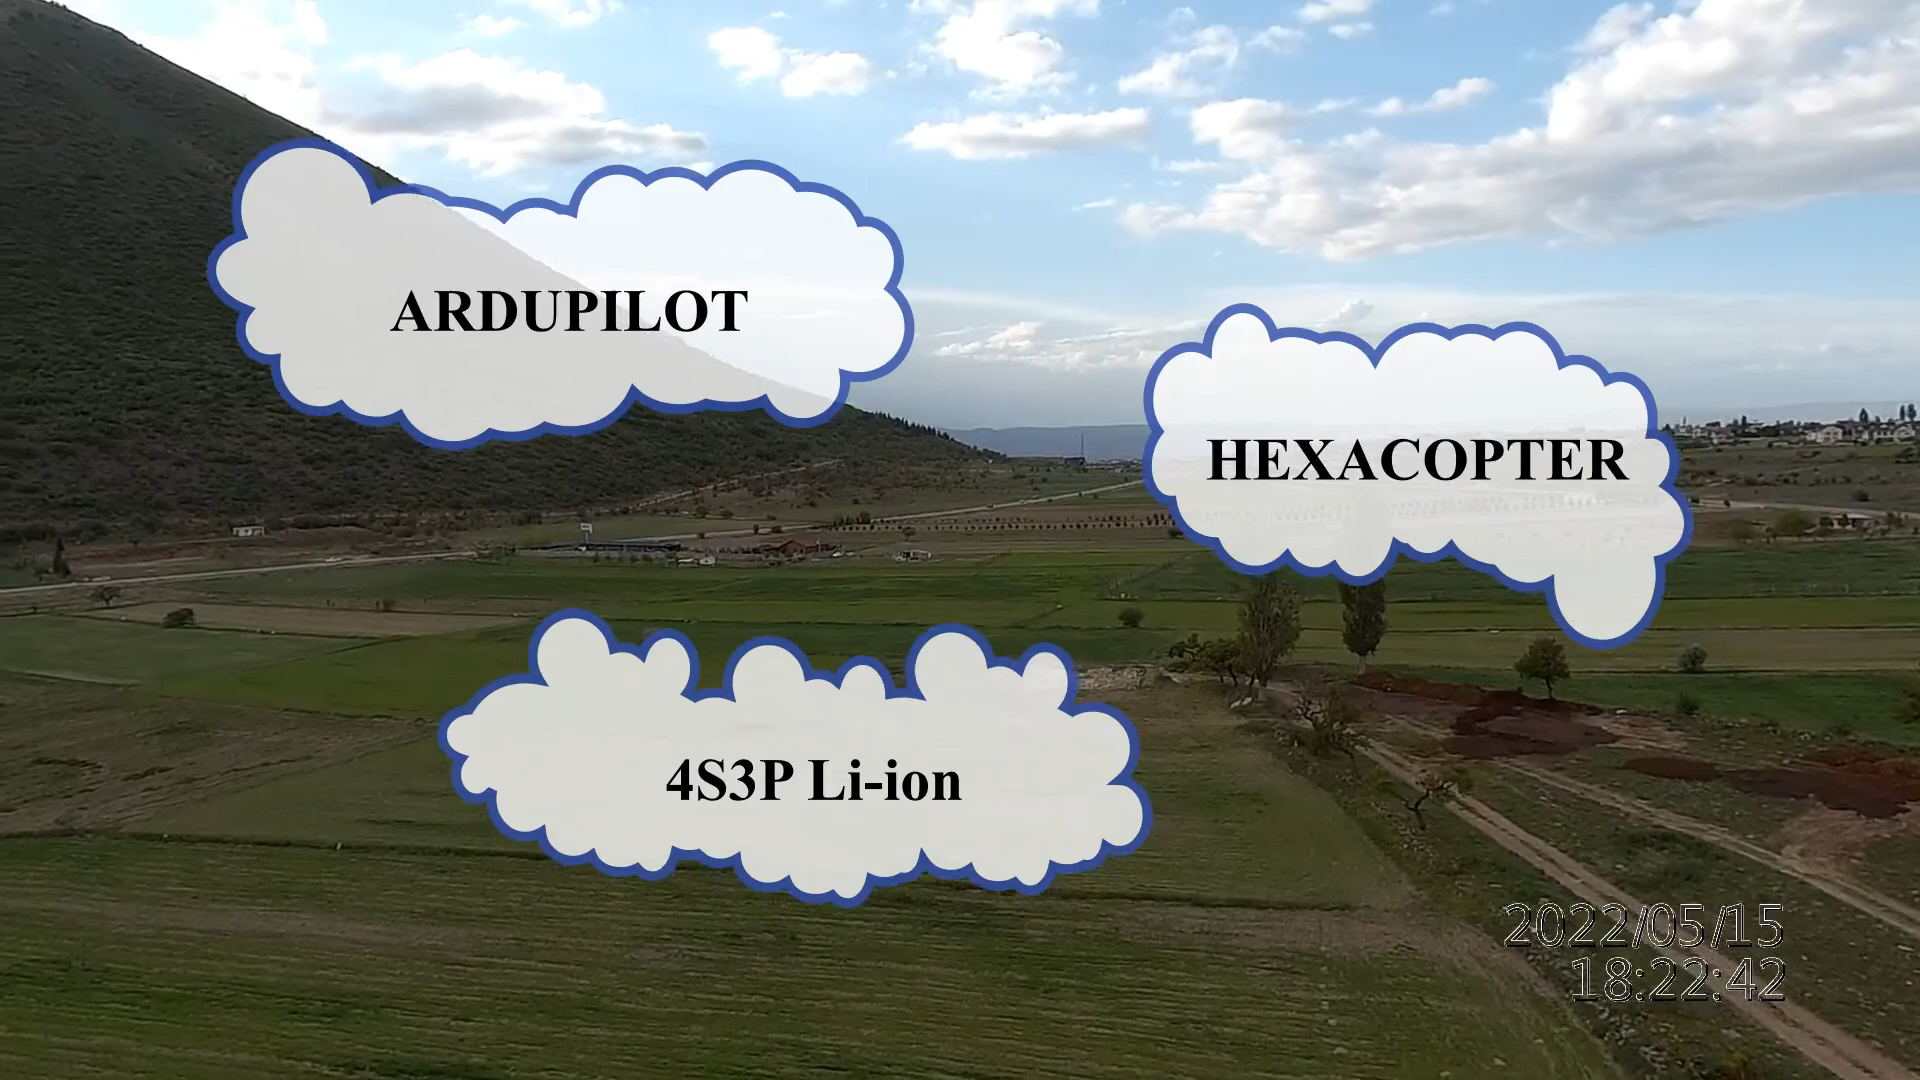 ARDUPILOT
HEXACOPTER
4S3P Li-ion
2022/05/15
18:22:42